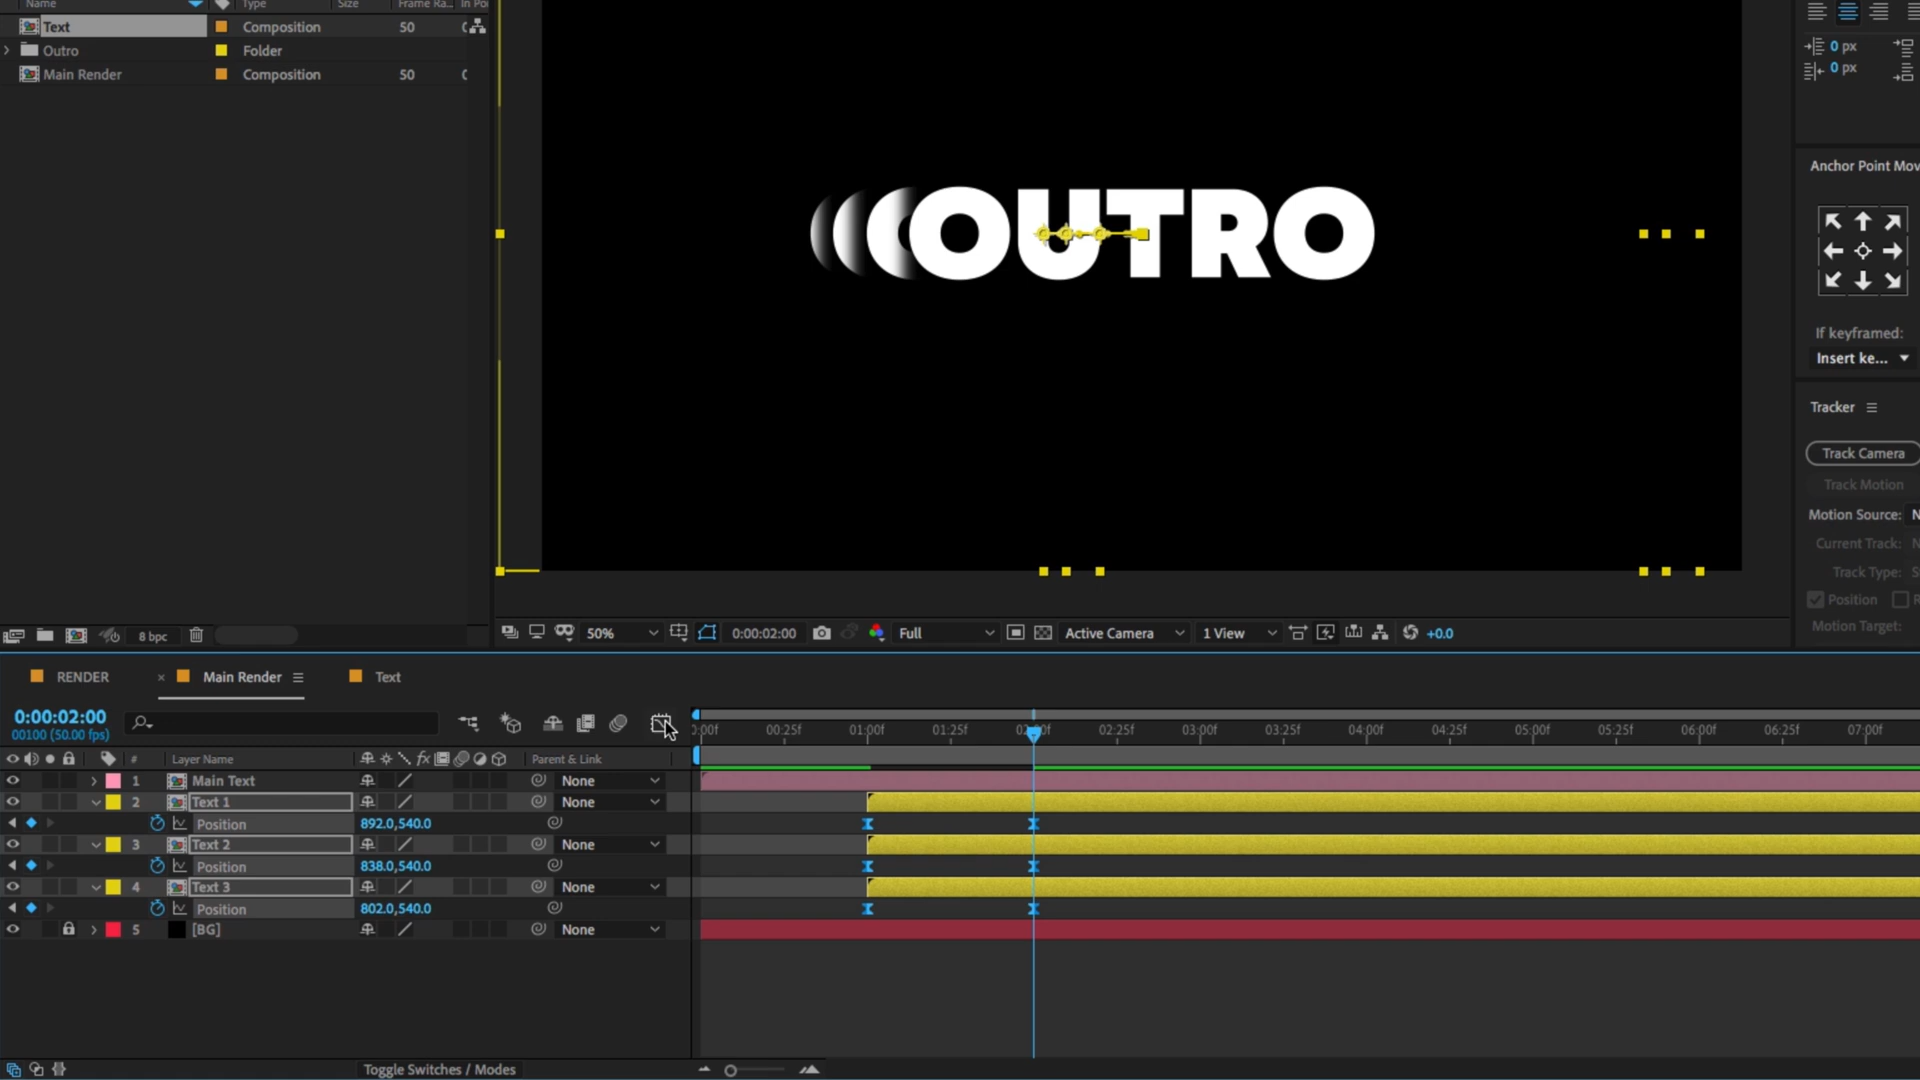 Name Type Size Frame Ra... In Po
Text Composition 50
Outro Folder
Main Render Composition 50
8 bpc
OUTRO
50% 0:00:02:00 Full Active Camera 1 View +0.0
0 px
0 px
Anchor Point Mov
If keyframed:
Insert ke...
Tracker
Track Camera
Track Motion
Motion Source: N
Current Track: N
Track Type: S
Position R
Motion Target:
RENDER × Main Render Text
0:00:02:00
00100 (50.00 fps)
:00f 00:25f 01:00f 01:25f 02:00f 02:25f 03:00f 03:25f 04:00f 04:25f 05:00f 05:25f 06:00f 06:25f 07:00f
# Layer Name fx Parent & Link
1 Main Text None
2 Text 1 None
Position 892.0,540.0
3 Text 2 None
Position 838.0,540.0
4 Text 3 None
Position 802.0,540.0
5 [BG] None
Toggle Switches / Modes